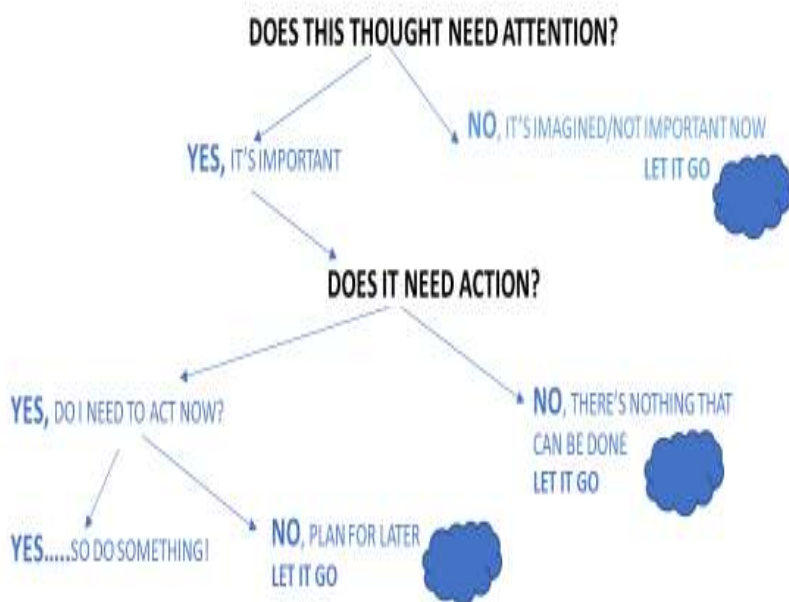 DOES THIS THOUGHT NEED ATTENTION?
NO, IT'S IMAGINED/NOT IMPORTANT NOW
LET IT GO
YES, IT'S IMPORTANT
DOES IT NEED ACTION?
YES, DO I NEED TO ACT NOW?
NO, THERE'S NOTHING THAT
CAN BE DONE
LET IT GO
YES.....SO DO SOMETHING!
NO, PLAN FOR LATER
LET IT GO